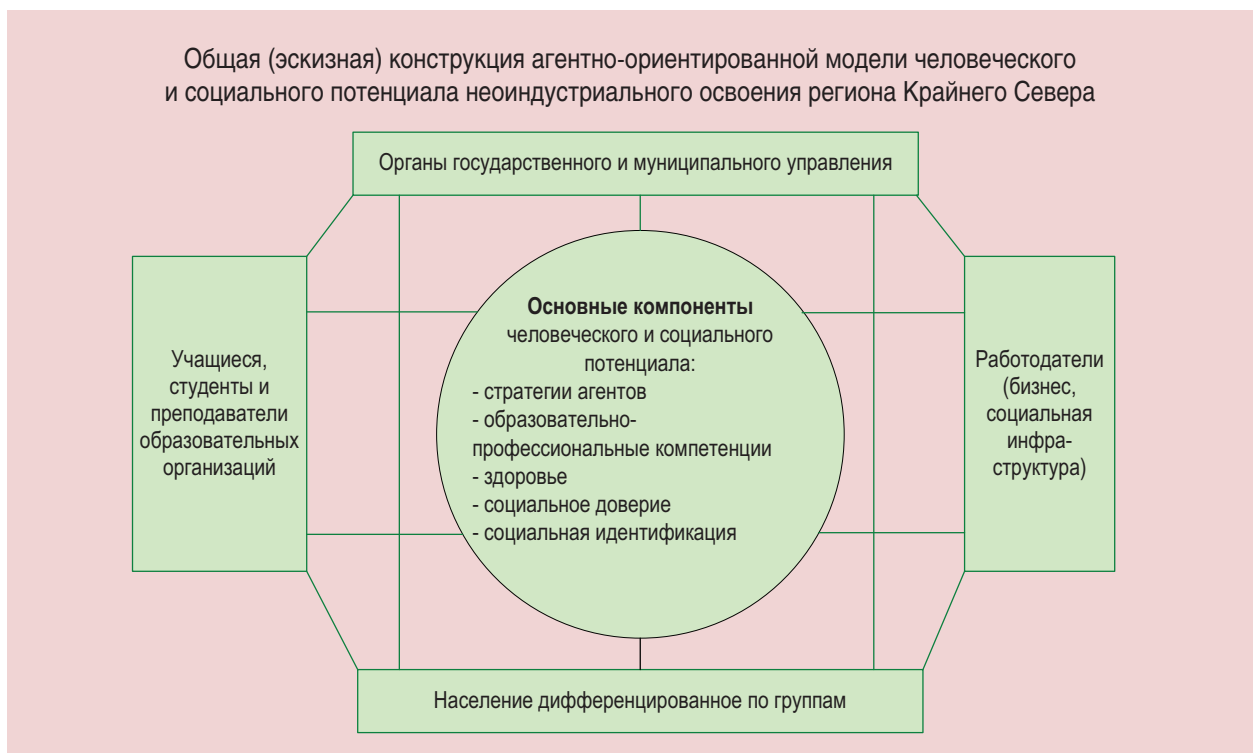 Общая (эскизная) конструкция агентно-ориентированной модели человеческого
и социального потенциала неоиндустриального освоения региона Крайнего Севера
Органы государственного и муниципального управления
Учащиеся,
студенты и
преподаватели
образовательных
организаций
Основные компоненты
человеческого и социального
потенциала:
- стратегии агентов
- образовательно-
профессиональные компетенции
- здоровье
- социальное доверие
- социальная идентификация
Работодатели
(бизнес,
социальная
инфра-
структура)
Население дифференцированное по группам